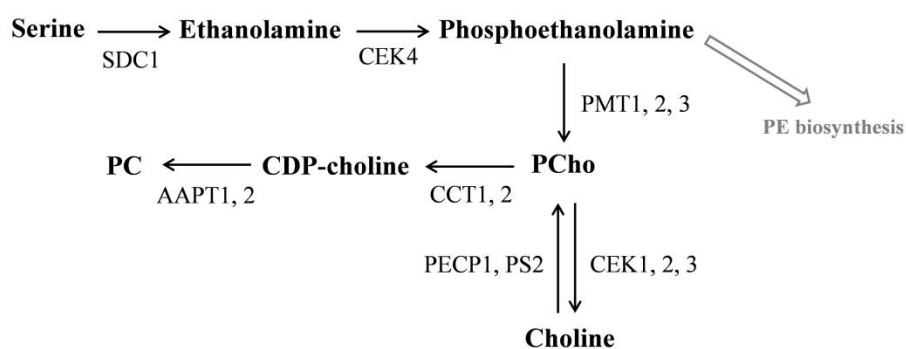 Serine Ethanolamine Phosphoethanolamine
SDC1 CEK4
PMT1, 2, 3
PE biosynthesis
PC CDP-choline PCho
AAPT1, 2 CCT1, 2
PECP1, PS2 CEK1, 2, 3
Choline